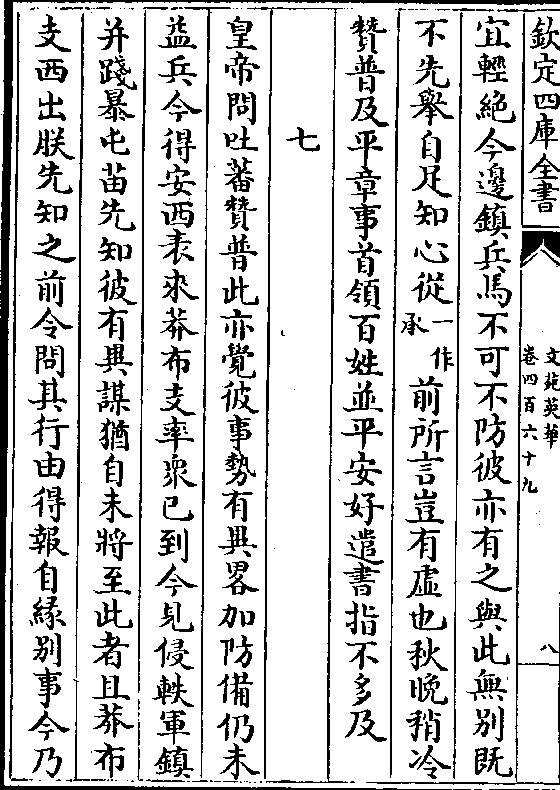 欽定四庫全書
文苑英華
卷四百六十九
八
宜輕絶今邊鎮兵馬不可不防彼亦有之與此無别既
不先舉自足知心從一作承前所言豈有虚也秋晚稍冷
贊普及平章事首領百姓並平安好遣書指不多及
七
皇帝問吐蕃贊普此亦覺彼事勢有異畧加防備仍未
益兵今得安西表來莽布支率衆已到今見侵軼軍鎮
并踐暴屯苗先知彼有異謀猶自未將至此者且莽布
支西出朕先知之前令問其行由得報自縁别事今乃